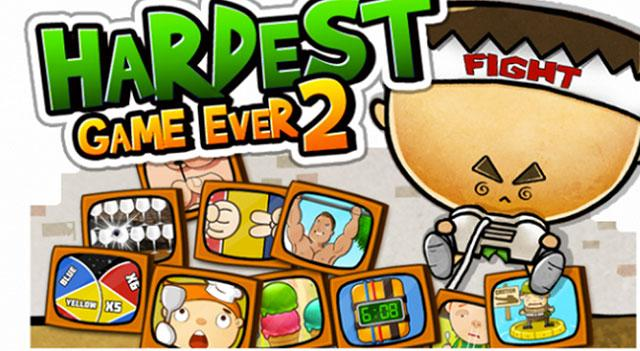 HARDEST
GAME EVER 2
FIGHT
BLUE
YELLOW
X6
X5
6:08